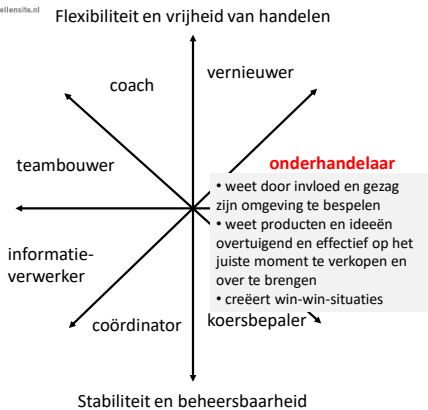 ellensite.nl
Flexibiliteit en vrijheid van handelen
vernieuwer
coach
onderhandelaar
teambouwer
• weet door invloed en gezag
zijn omgeving te bespelen
• weet producten en ideeën
overtuigend en effectief op het
juiste moment te verkopen en
over te brengen
• creëert win-win-situaties
informatie-
verwerker
coördinator
koersbepaler
Stabiliteit en beheersbaarheid